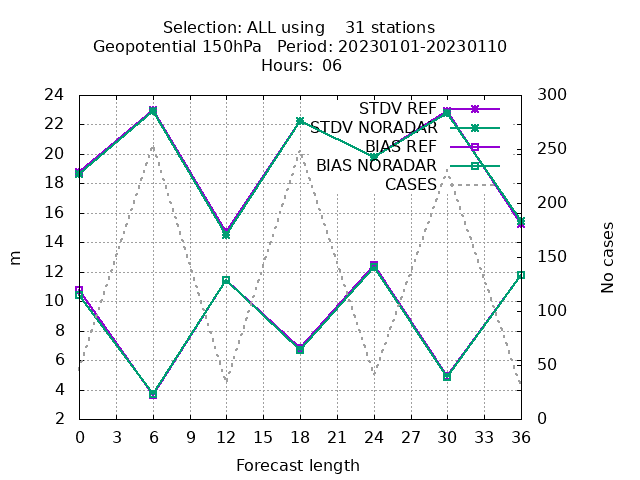 Selection: ALL using    31 stations
Geopotential 150hPa   Period: 20230101-20230110
Hours: 06
STDV REF
STDV NORADAR
BIAS REF
BIAS NORADAR
CASES
24
22
20
18
16
14
12
10
8
6
4
2
m
300
250
200
150
100
50
0
No cases
0 3 6 9 12 15 18 21 24 27 30 33 36
Forecast length